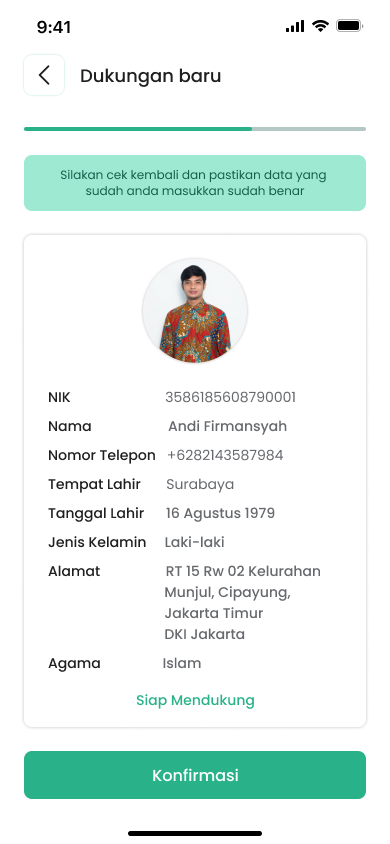 9:41
Dukungan baru
Silakan cek kembali dan pastikan data yang
sudah anda masukkan sudah benar
NIK 3586185608790001
Nama Andi Firmansyah
Nomor Telepon +6282143587984
Tempat Lahir Surabaya
Tanggal Lahir 16 Agustus 1979
Jenis Kelamin Laki-laki
Alamat RT 15 Rw 02 Kelurahan
Munjul, Cipayung,
Jakarta Timur
DKI Jakarta
Agama Islam
Siap Mendukung
Konfirmasi